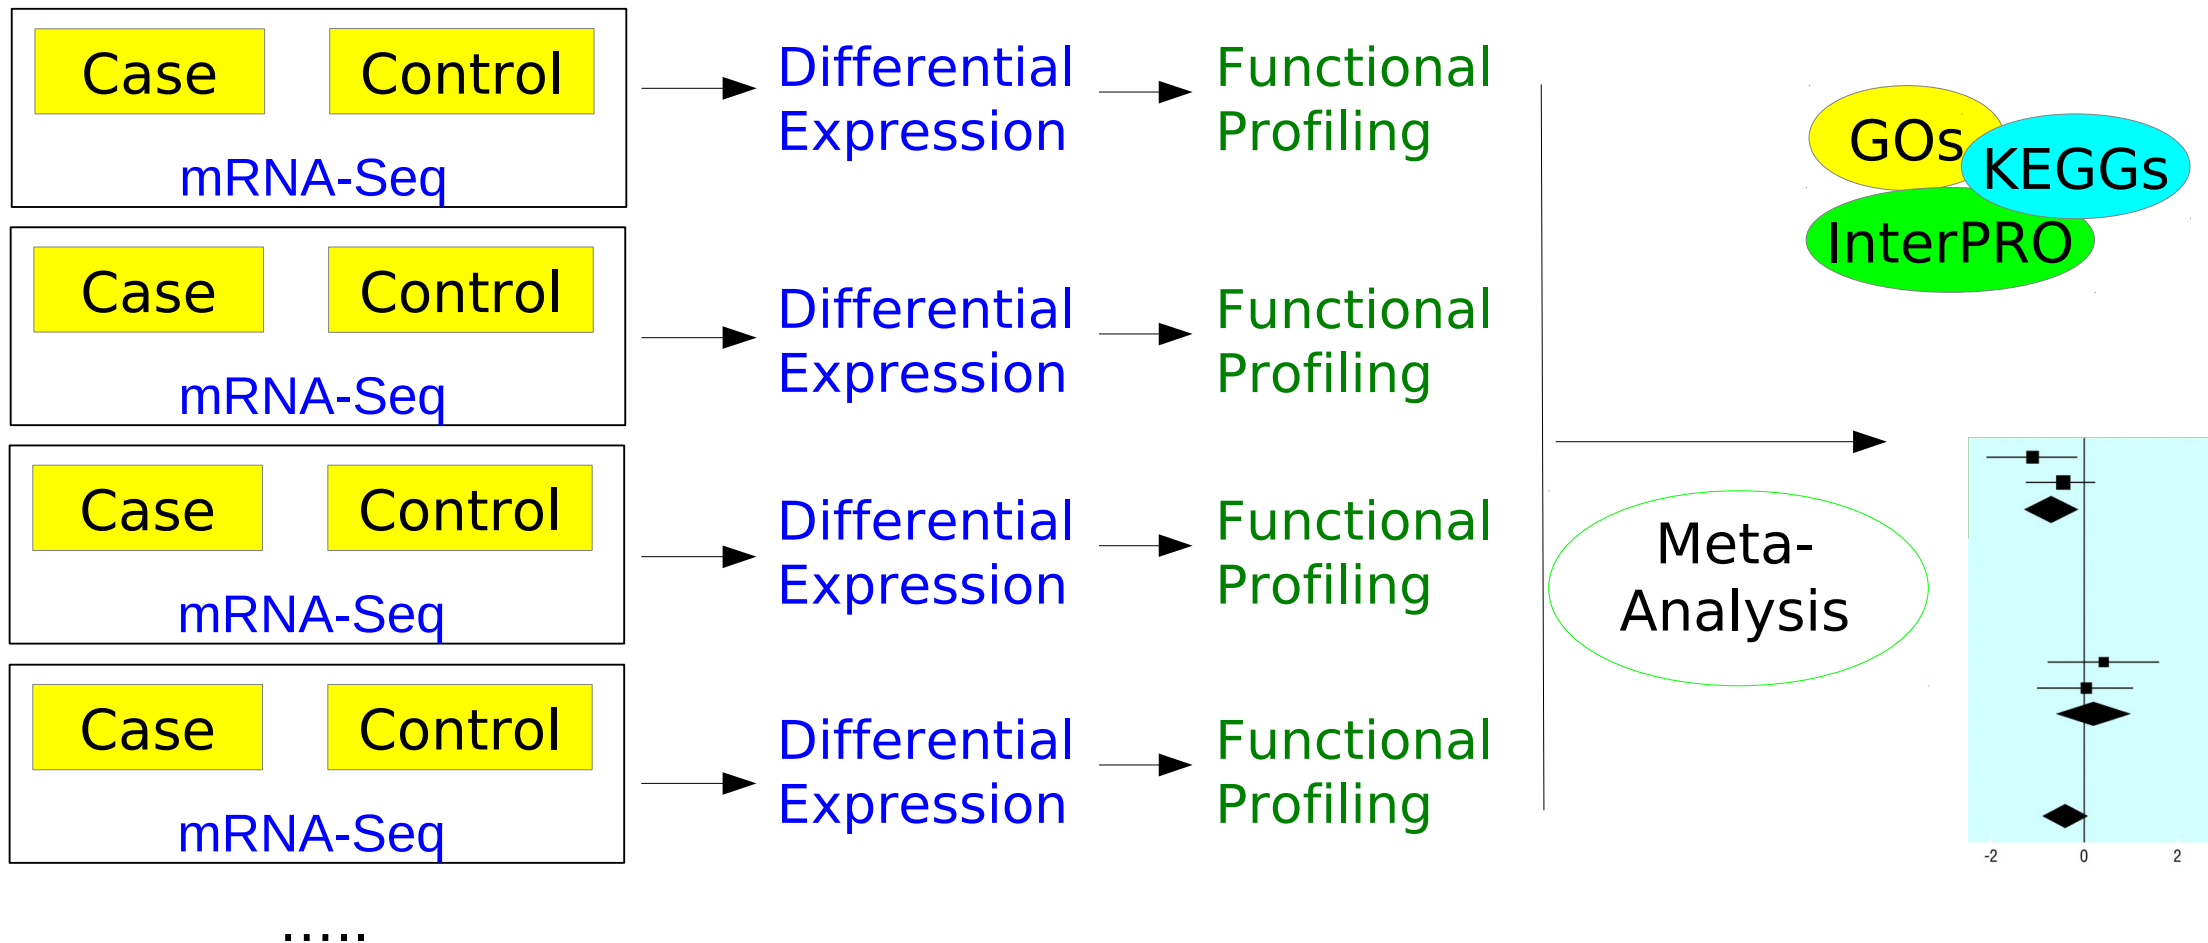 Case Control
mRNA-Seq
Differential
Expression
Functional
Profiling
Case Control
mRNA-Seq
Differential
Expression
Functional
Profiling
Case Control
mRNA-Seq
Differential
Expression
Functional
Profiling
Case Control
mRNA-Seq
Differential
Expression
Functional
Profiling
.....
GOs
KEGGs
InterPRO
Meta-
Analysis
-2 0 2